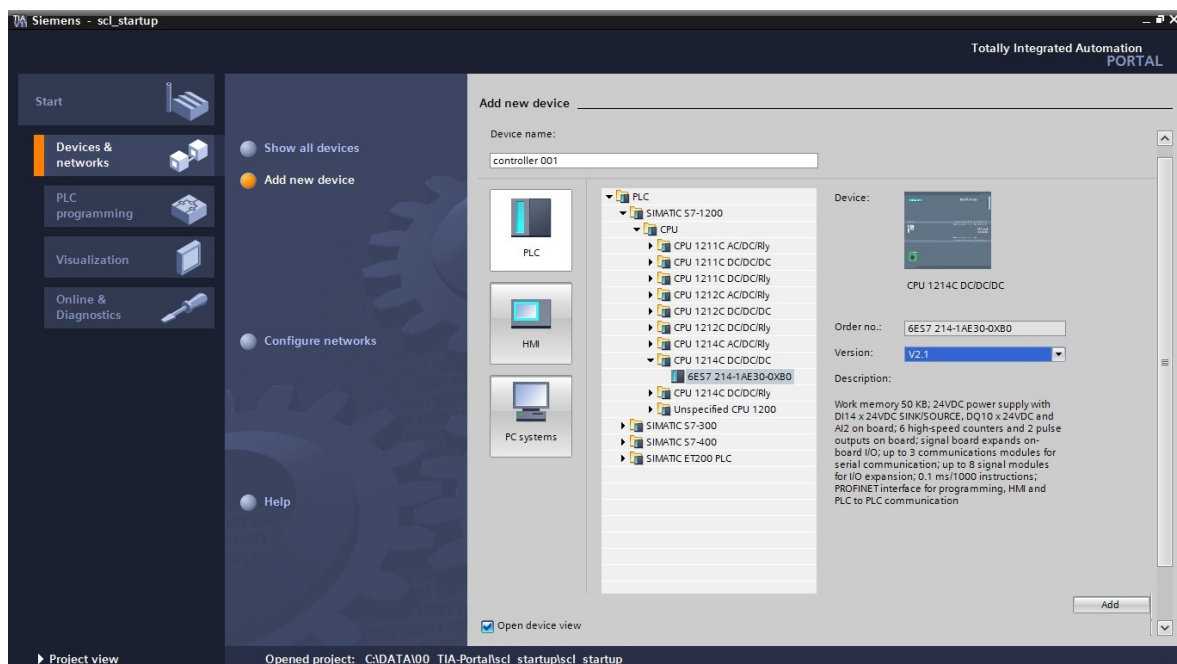 Siemens - scl_startup
Totally Integrated Automation
PORTAL
Start
Devices &
networks
PLC
programming
Visualization
Online &
Diagnostics
Project view
Show all devices
Add new device
Configure networks
Help
Add new device
Device name:
controller 001
PLC
HMI
PC systems
PLC
SIMATIC S7-1200
CPU
CPU 1211C AC/DC/Rly
CPU 1211C DC/DC/DC
CPU 1211C DC/DC/Rly
CPU 1212C AC/DC/Rly
CPU 1212C DC/DC/DC
CPU 1212C DC/DC/Rly
CPU 1214C AC/DC/Rly
CPU 1214C DC/DC/DC
6ES7 214-1AE30-0XB0
CPU 1214C DC/DC/Rly
Unspecified CPU 1200
SIMATIC S7-300
SIMATIC S7-400
SIMATIC ET200 PLC
Device:
CPU 1214C DC/DC/DC
Order no.: 6ES7 214-1AE30-0XB0
Version: V2.1
Description:
Work memory 50 KB; 24VDC power supply with
DI14 x 24VDC SINK/SOURCE, DQ10 x 24VDC and
AI2 on board; 6 high-speed counters and 2 pulse
outputs on board; signal board expands on-
board I/O; up to 3 communications modules for
serial communication; up to 8 signal modules
for I/O expansion; 0.1 ms/1000 instructions;
PROFINET interface for programming, HMI and
PLC to PLC communication
Add
Open device view
Opened project: C:\DATA\00_TIA-Portal\scl_startup\scl_startup